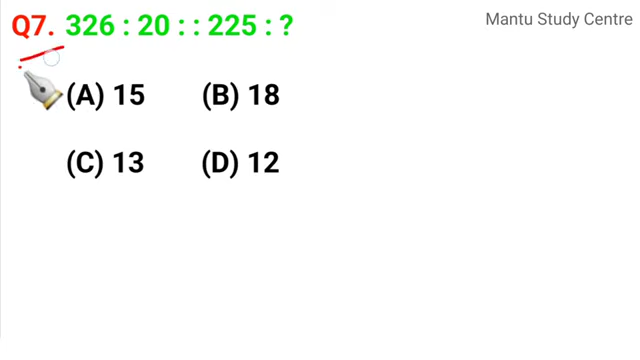 Mantu Study Centre
Q7. 326 : 20 : : 225 : ?
(A) 15 (B) 18
(C) 13 (D) 12